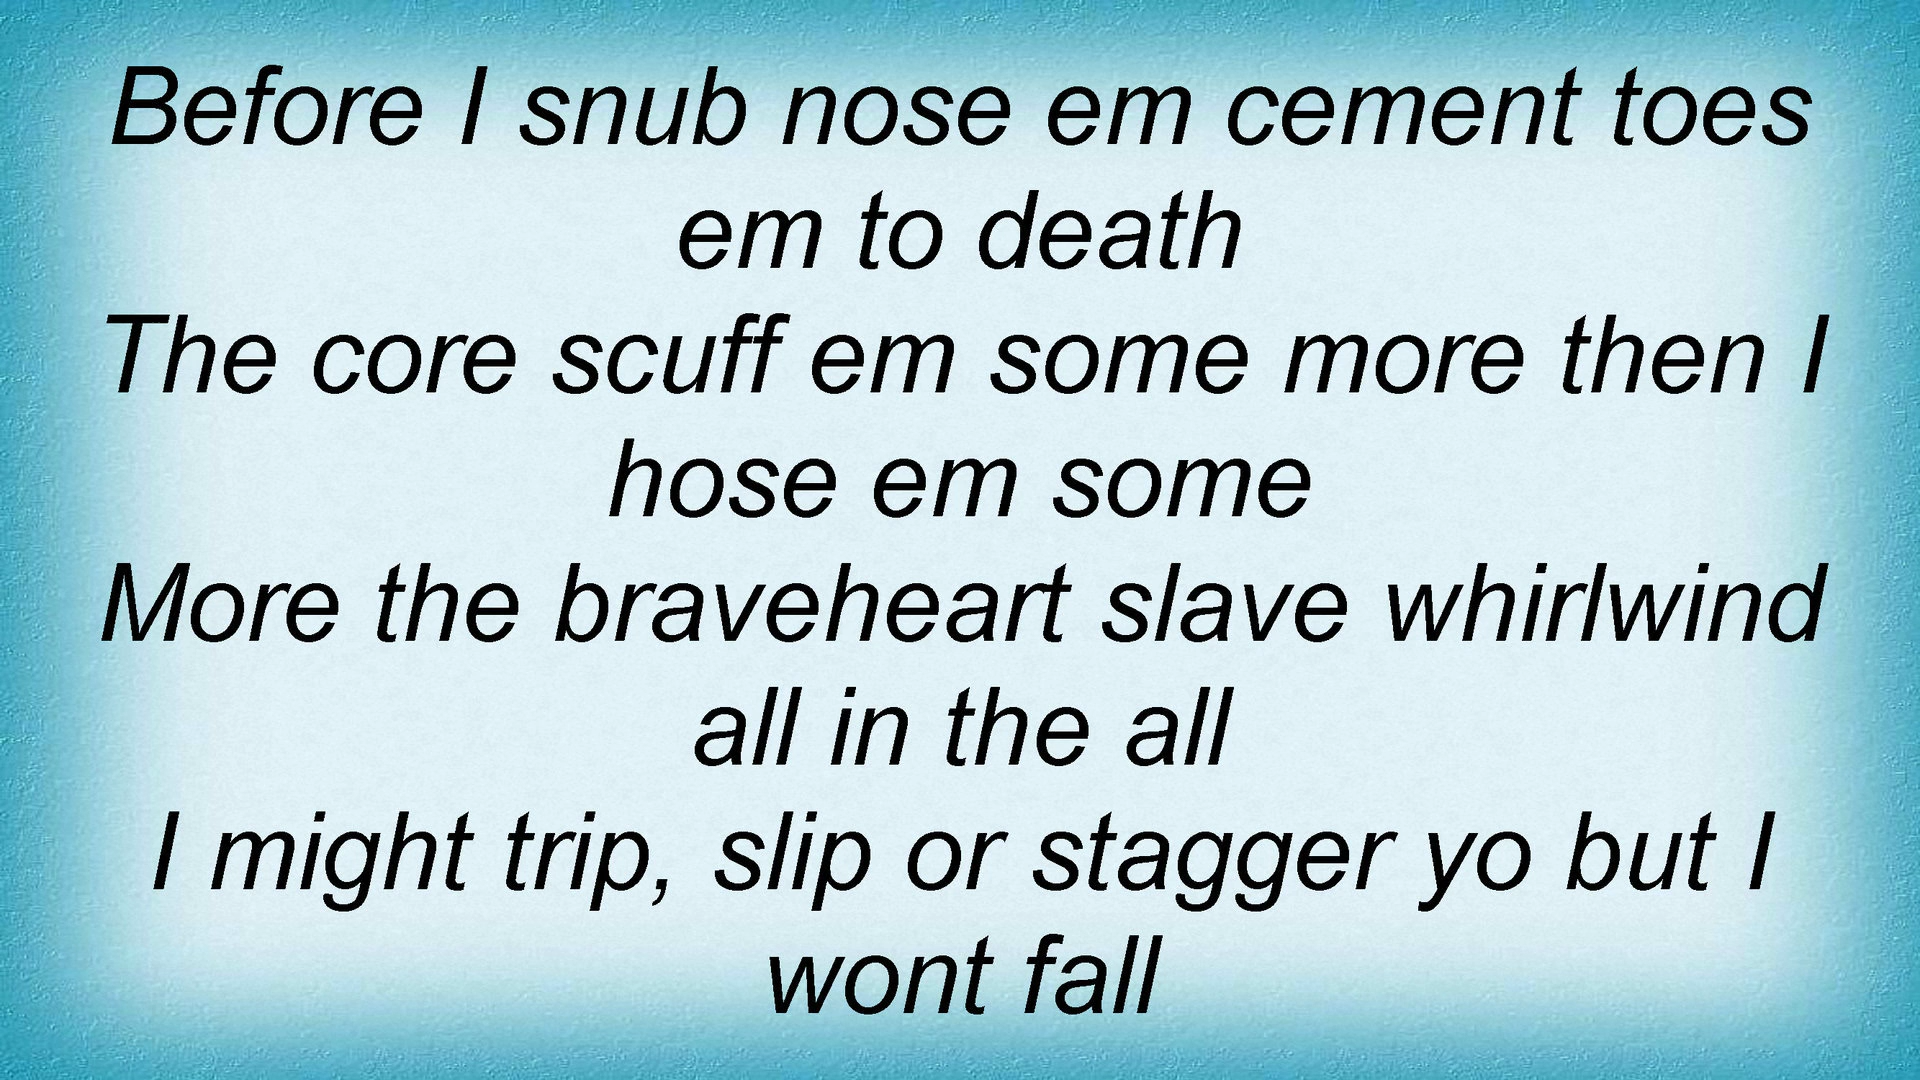 Before I snub nose em cement toes
em to death
The core scuff em some more then I
hose em some
More the braveheart slave whirlwind
all in the all
I might trip, slip or stagger yo but I
wont fall